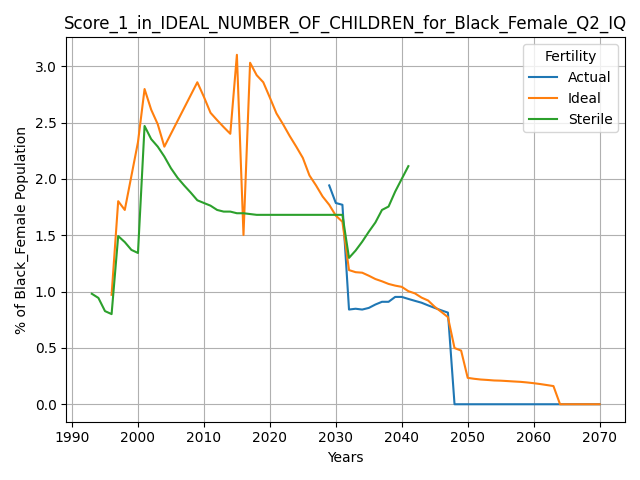 Score_1_in_IDEAL_NUMBER_OF_CHILDREN_for_Black_Female_Q2_IQ
Fertility
Actual
Ideal
Sterile
% of Black_Female Population
3.0
2.5
2.0
1.5
1.0
0.5
0.0
1990 2000 2010 2020 2030 2040 2050 2060 2070
Years